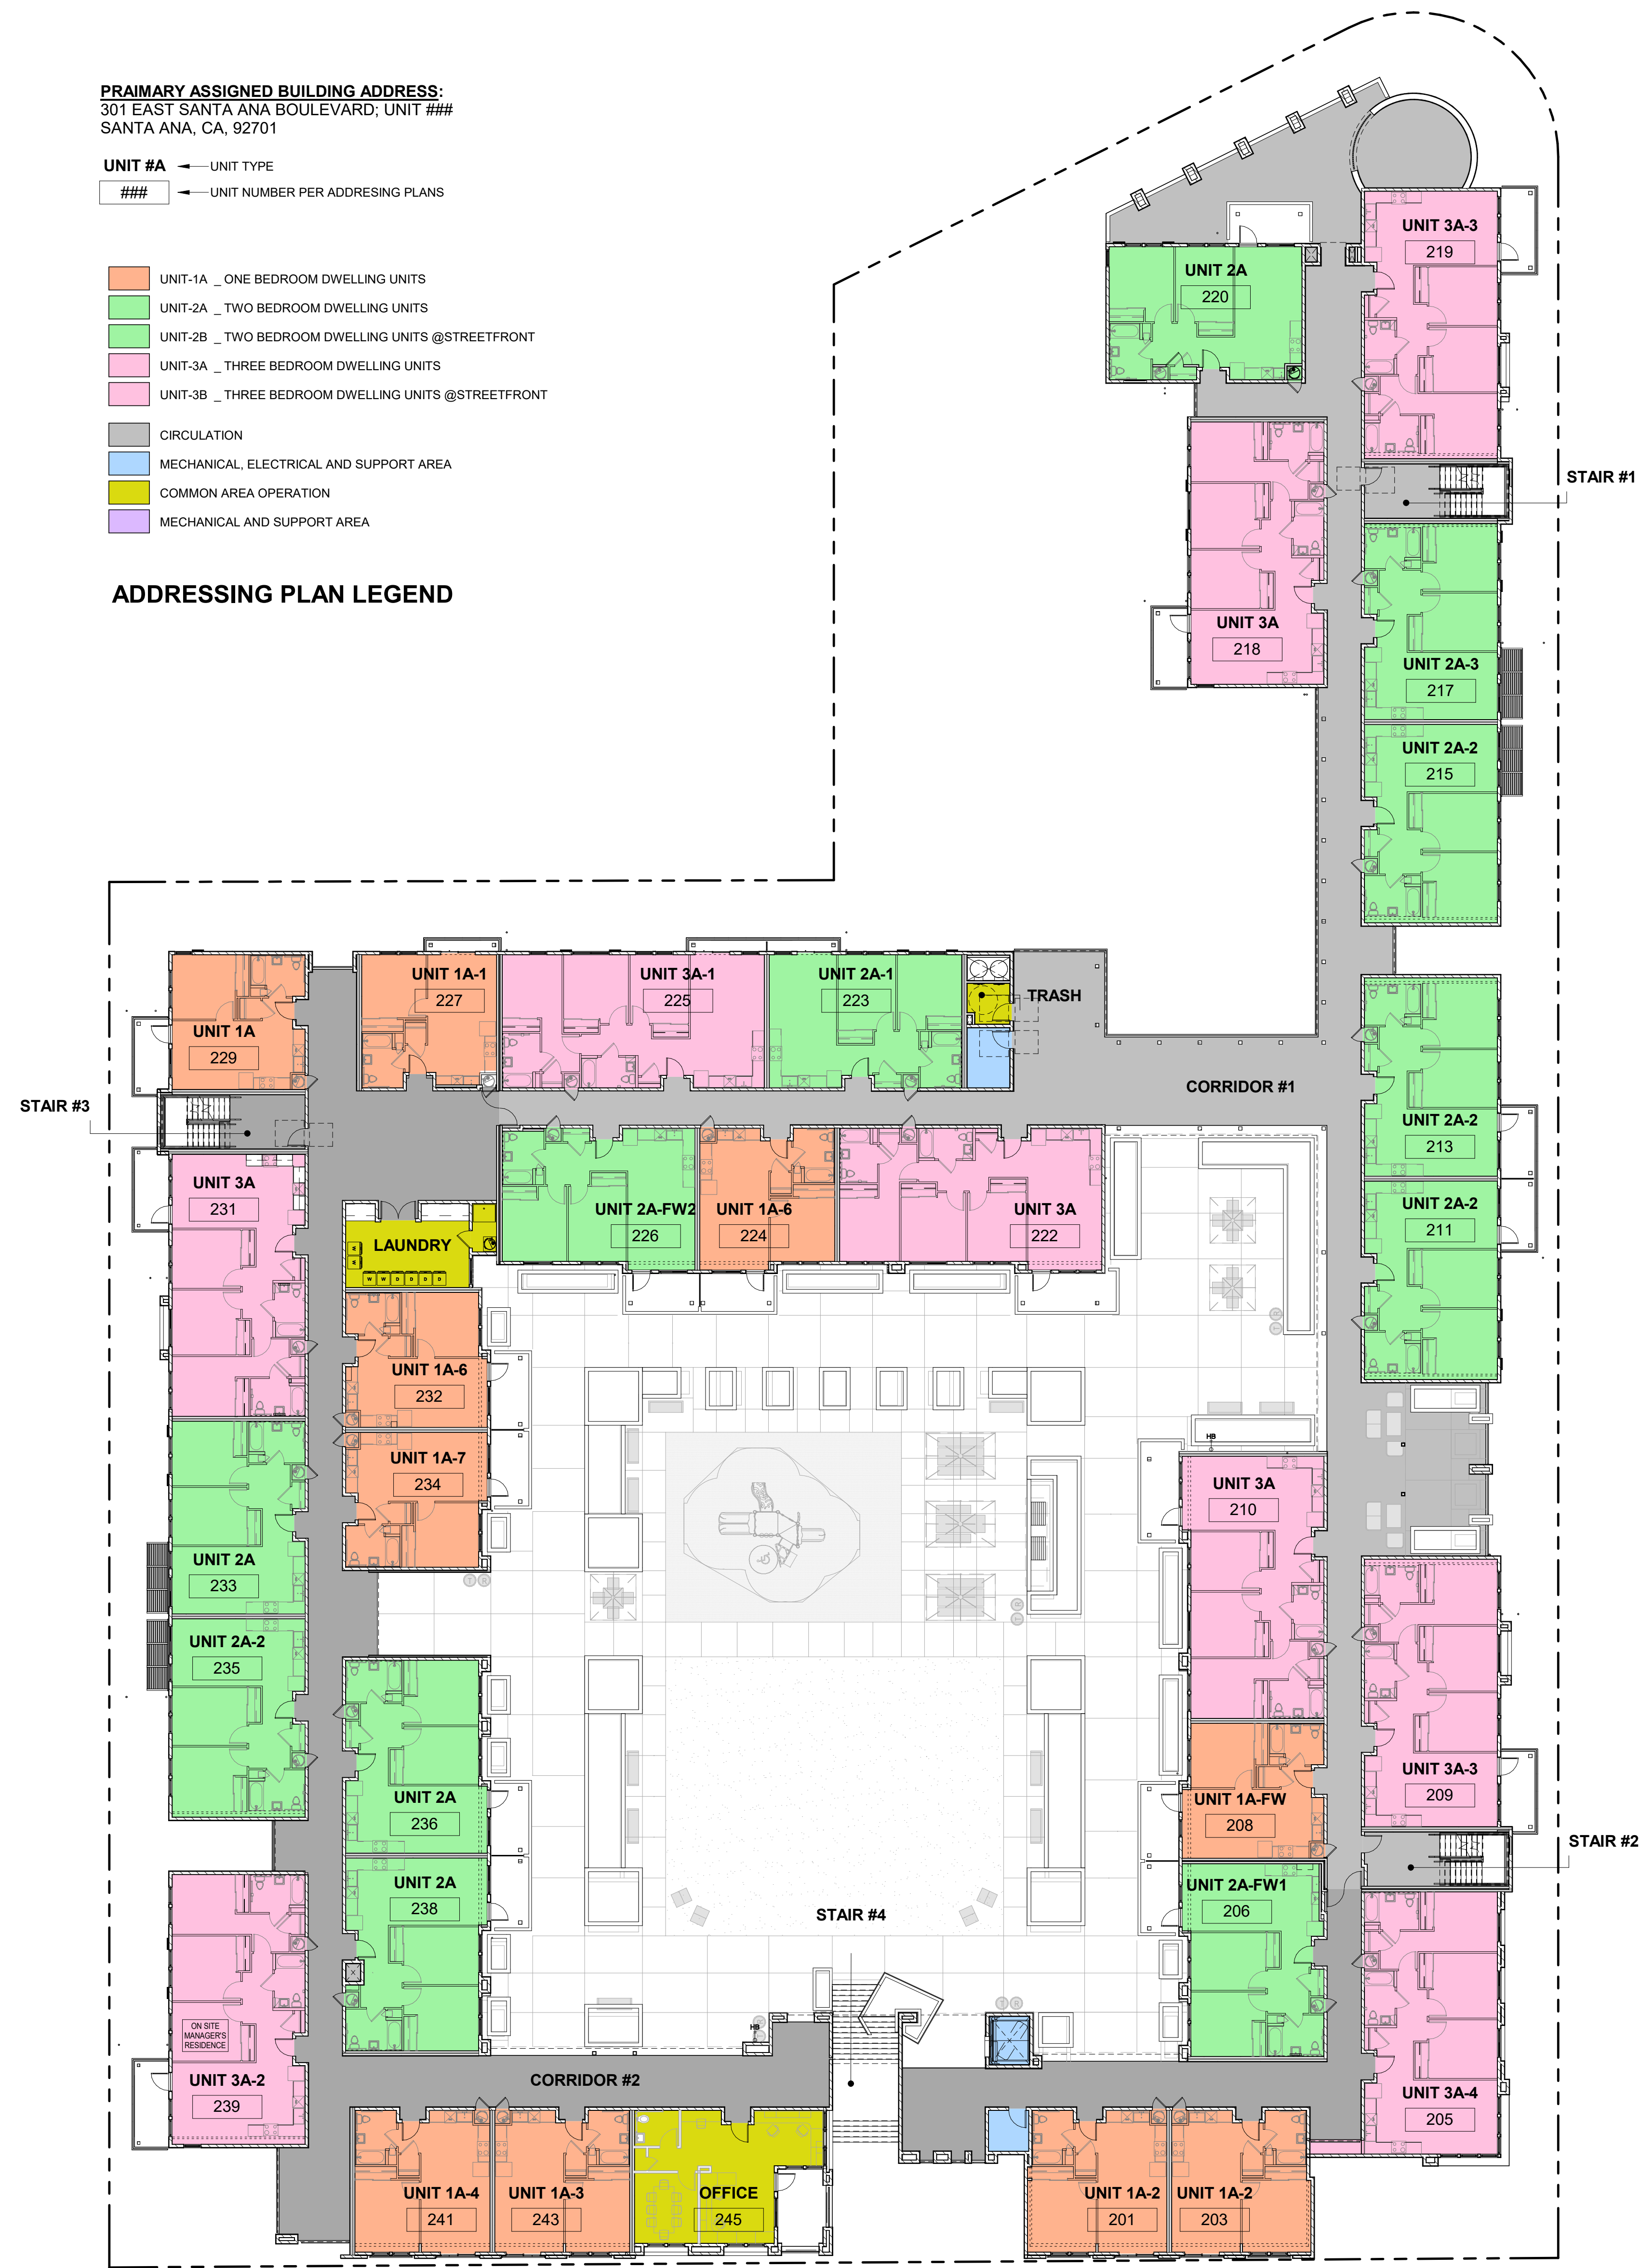 PRAIMARY ASSIGNED BUILDING ADDRESS:
301 EAST SANTA ANA BOULEVARD; UNIT ###
SANTA ANA, CA, 92701
UNIT #A
UNIT TYPE
###
UNIT NUMBER PER ADDRESING PLANS
UNIT-1A _ ONE BEDROOM DWELLING UNITS
UNIT-2A _ TWO BEDROOM DWELLING UNITS
UNIT-2B _ TWO BEDROOM DWELLING UNITS @STREETFRONT
UNIT-3A _ THREE BEDROOM DWELLING UNITS
UNIT-3B _ THREE BEDROOM DWELLING UNITS @STREETFRONT
CIRCULATION
MECHANICAL, ELECTRICAL AND SUPPORT AREA
COMMON AREA OPERATION
MECHANICAL AND SUPPORT AREA
ADDRESSING PLAN LEGEND
UNIT 3A-3
219
UNIT 2A
220
STAIR #1
UNIT 3A
218
UNIT 2A-3
217
UNIT 2A-2
215
UNIT 1A-1
227
UNIT 3A-1
225
UNIT 2A-1
223
TRASH
UNIT 1A
229
CORRIDOR #1
STAIR #3
UNIT 2A-2
213
UNIT 3A
231
UNIT 2A-FW2
226
UNIT 1A-6
224
UNIT 3A
222
UNIT 2A-2
211
LAUNDRY
W
W
W W D D D D
UNIT 1A-6
232
HB
UNIT 1A-7
234
UNIT 3A
210
UNIT 2A
233
T R
UNIT 2A-2
235
UNIT 2A
236
UNIT 1A-FW
208
UNIT 3A-3
209
STAIR #2
UNIT 2A
238
UNIT 2A-FW1
206
STAIR #4
ON SITE
MANAGER'S
RESIDENCE
HB
UNIT 3A-2
239
CORRIDOR #2
UNIT 3A-4
205
UNIT 1A-4
241
UNIT 1A-3
243
OFFICE
245
UNIT 1A-2
201
UNIT 1A-2
203